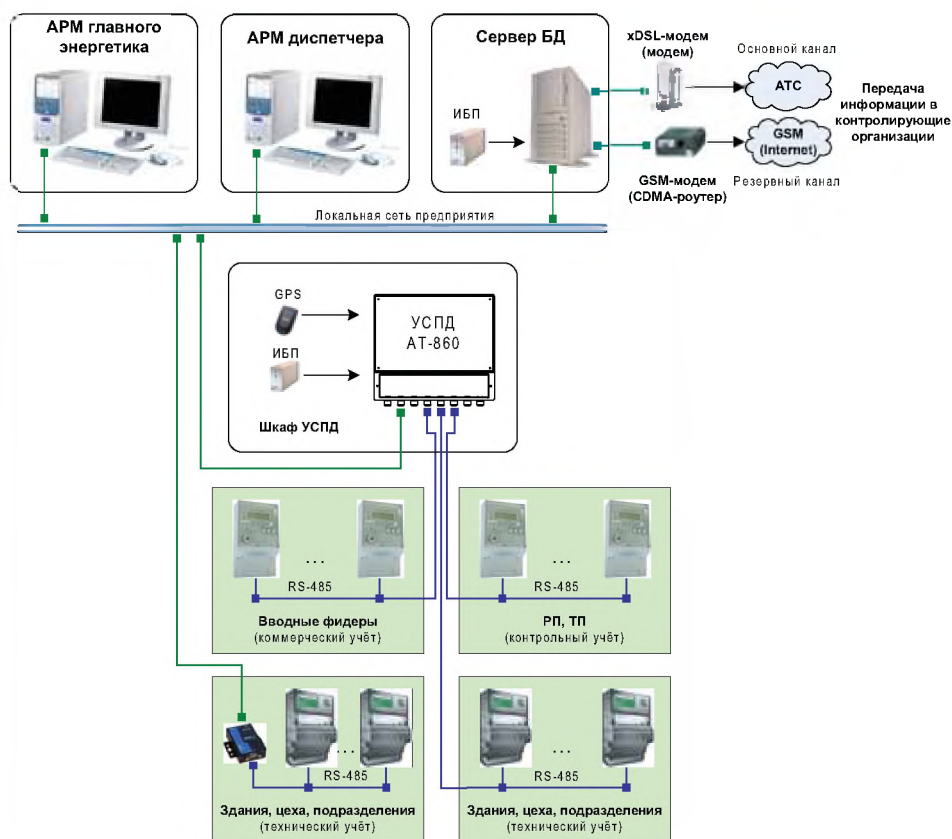 АРМ главного
энергетика
АРМ диспетчера
Сервер БД
ИБП
xDSL-модем
(модем)
Основной канал
АТС
Передача
информации в
контролирующие
организации
GSM
(Internet)
GSM-модем
(CDMA-роутер)
Резервный канал
Локальная сеть предприятия
GPS
ИБП
УСПД
АТ-860
Шкаф УСПД
...
RS-485
Вводные фидеры
(коммерческий учёт)
...
RS-485
РП, ТП
(контрольный учёт)
...
RS-485
Здания, цеха, подразделения
(технический учёт)
...
RS-485
Здания, цеха, подразделения
(технический учёт)